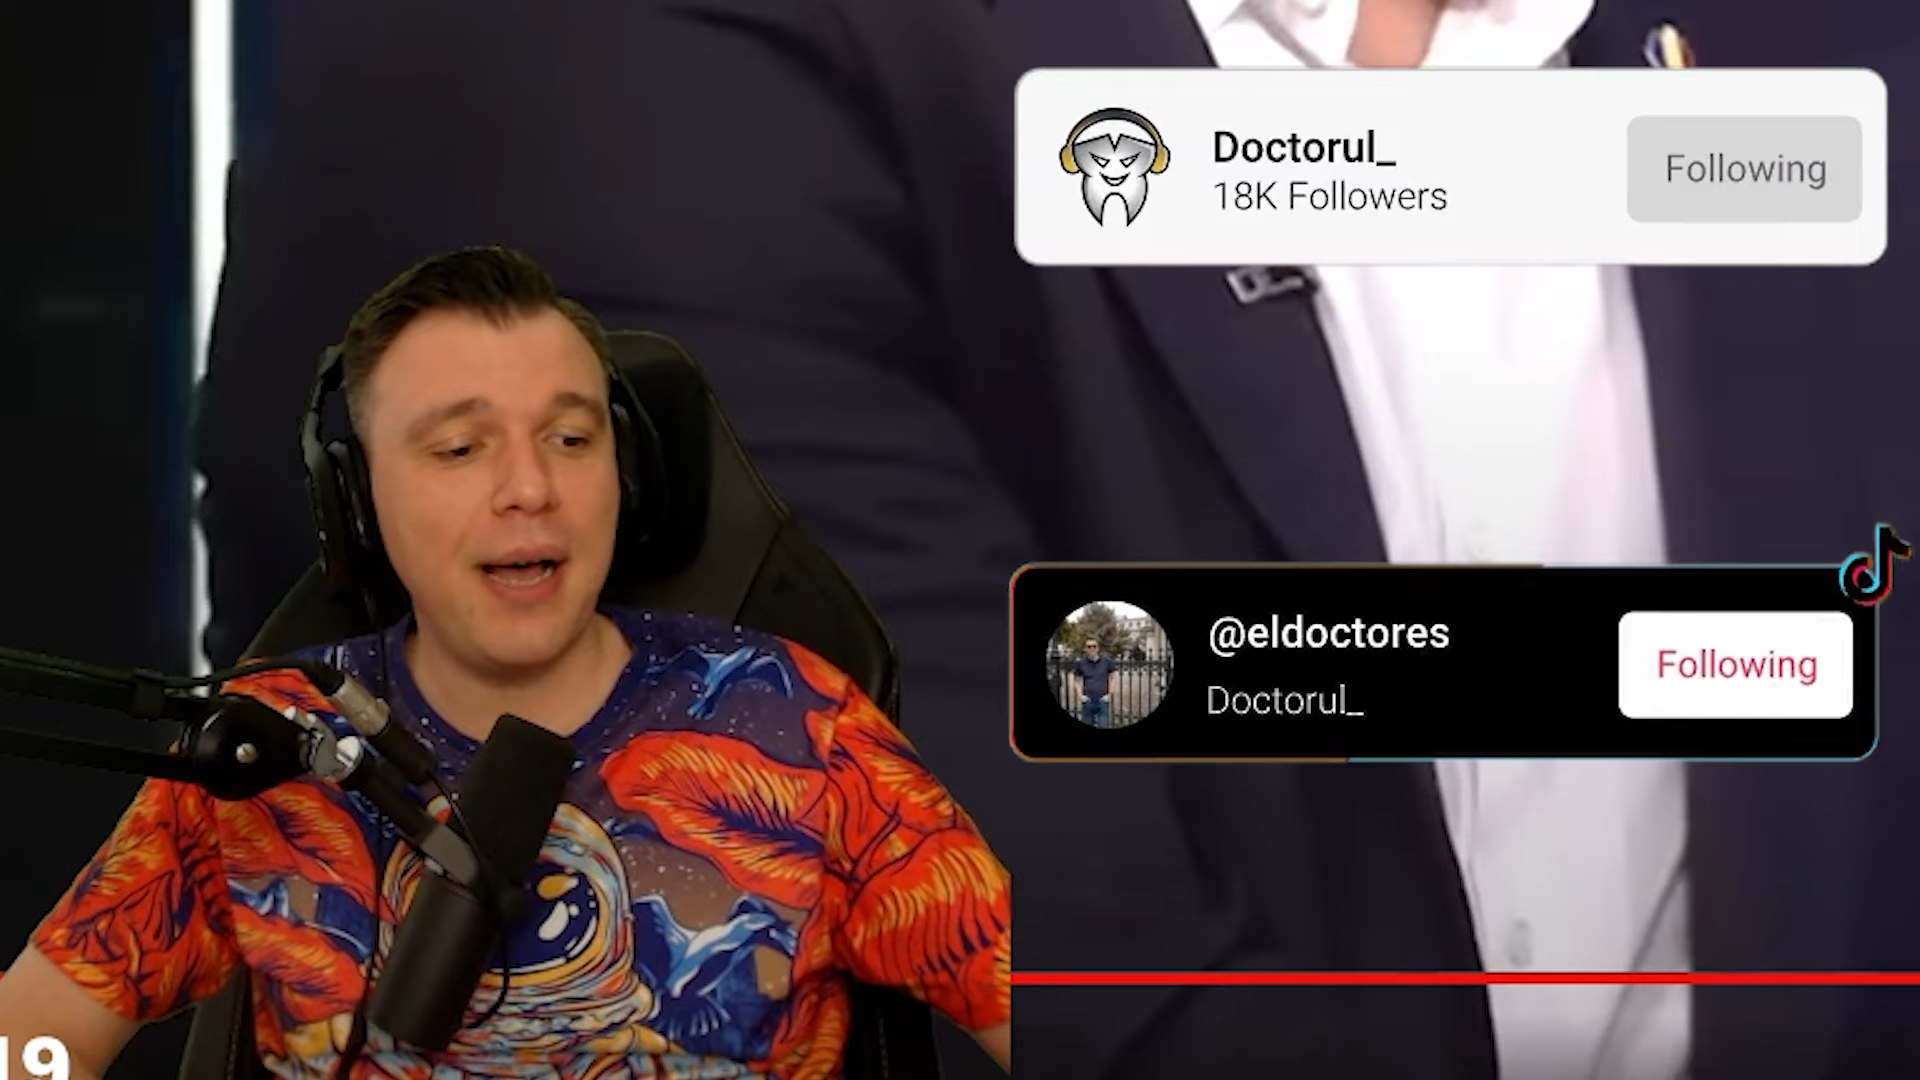 Doctorul_
18K Followers
Following
@eldoctores
Doctorul_
Following
19